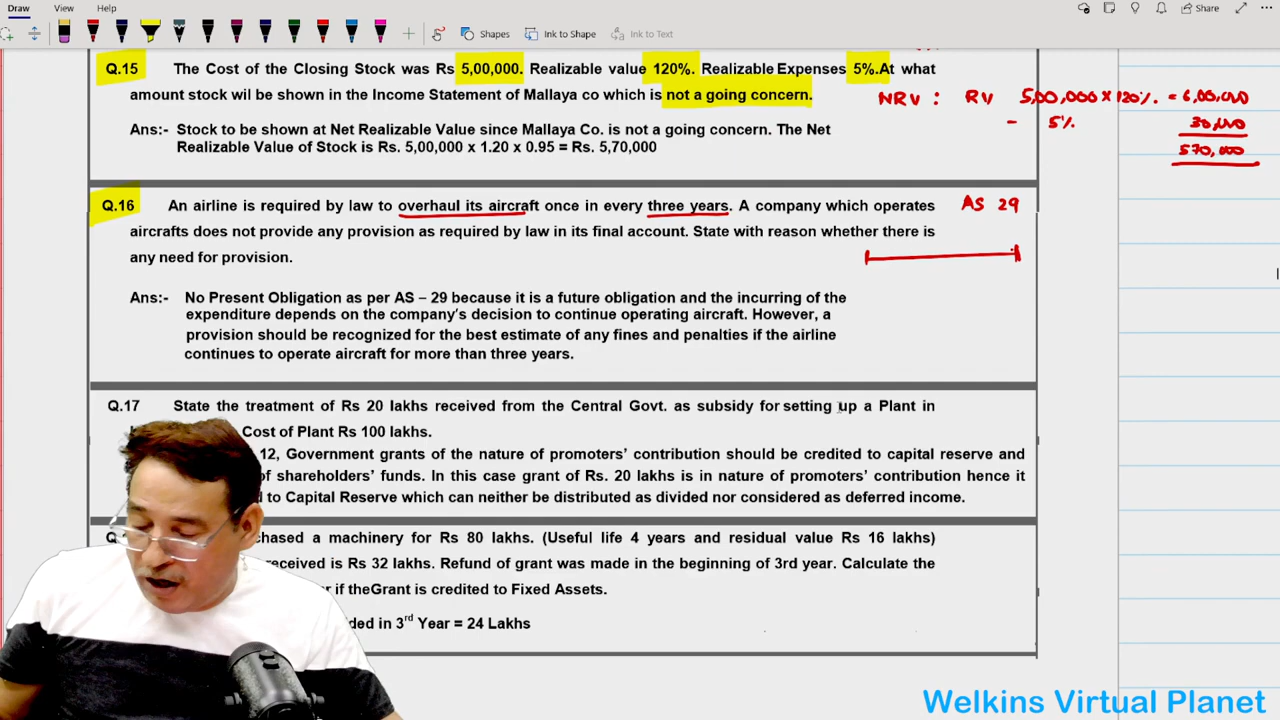 Draw View Help Share
Shapes Ink to Shape Ink to Text
Q.15 The Cost of the Closing Stock was Rs 5,00,000. Realizable value 120%. Realizable Expenses 5%.At what
amount stock wil be shown in the Income Statement of Mallaya co which is not a going concern.
NRV : RV 5,00,000 x 120% = 6,00,000
- 5% 30,000
570,000
Ans:- Stock to be shown at Net Realizable Value since Mallaya Co. is not a going concern. The Net
Realizable Value of Stock is Rs. 5,00,000 x 1.20 x 0.95 = Rs. 5,70,000
Q.16 An airline is required by law to overhaul its aircraft once in every three years. A company which operates
AS 29
aircrafts does not provide any provision as required by law in its final account. State with reason whether there is
any need for provision.
Ans:- No Present Obligation as per AS – 29 because it is a future obligation and the incurring of the
expenditure depends on the company's decision to continue operating aircraft. However, a
provision should be recognized for the best estimate of any fines and penalties if the airline
continues to operate aircraft for more than three years.
Q.17 State the treatment of Rs 20 lakhs received from the Central Govt. as subsidy for setting up a Plant in
Cost of Plant Rs 100 lakhs.
12, Government grants of the nature of promoters' contribution should be credited to capital reserve and
of shareholders' funds. In this case grant of Rs. 20 lakhs is in nature of promoters' contribution hence it
to Capital Reserve which can neither be distributed as divided nor considered as deferred income.
chased a machinery for Rs 80 lakhs. (Useful life 4 years and residual value Rs 16 lakhs)
received is Rs 32 lakhs. Refund of grant was made in the beginning of 3rd year. Calculate the
if theGrant is credited to Fixed Assets.
ded in 3rd Year = 24 Lakhs
Welkins Virtual Planet